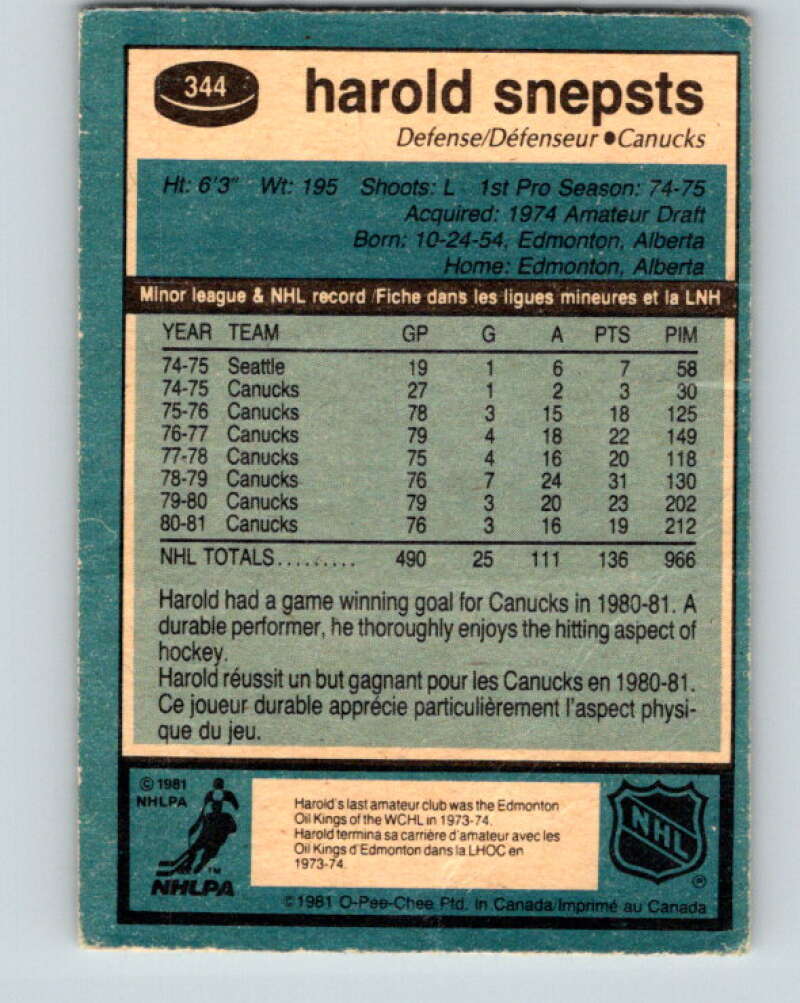 344
harold snepsts
Defense/Défenseur ●Canucks
Ht: 6'3" Wt: 195 Shoots: L 1st Pro Season: 74-75
Acquired: 1974 Amateur Draft
Born: 10-24-54, Edmonton, Alberta
Home: Edmonton, Alberta
Minor league & NHL record/Fiche dans les ligues mineures et la LNH
YEAR TEAM GP G A PTS PIM
74-75 Seattle 19 1 6 7 58
74-75 Canucks 27 1 2 3 30
75-76 Canucks 78 3 15 18 125
76-77 Canucks 79 4 18 22 149
77-78 Canucks 75 4 16 20 118
78-79 Canucks 76 7 24 31 130
79-80 Canucks 79 3 20 23 202
80-81 Canucks 76 3 16 19 212
NHL TOTALS......... 490 25 111 136 966
Harold had a game winning goal for Canucks in 1980-81. A
durable performer, he thoroughly enjoys the hitting aspect of
hockey.
Harold réussit un but gagnant pour les Canucks en 1980-81.
Ce joueur durable apprécie particulièrement l'aspect physi-
que du jeu.
© 1981
NHLPA
NHLPA
TM
Harold's last amateur club was the Edmonton
Oil Kings of the WCHL in 1973-74.
Harold termina sa carrière d'amateur avec les
Oil Kings d'Edmonton dans la LHOC en
1973-74.
NHL
®
© 1981 O-Pee-Chee Ptd. in Canada/Imprimé au Canada